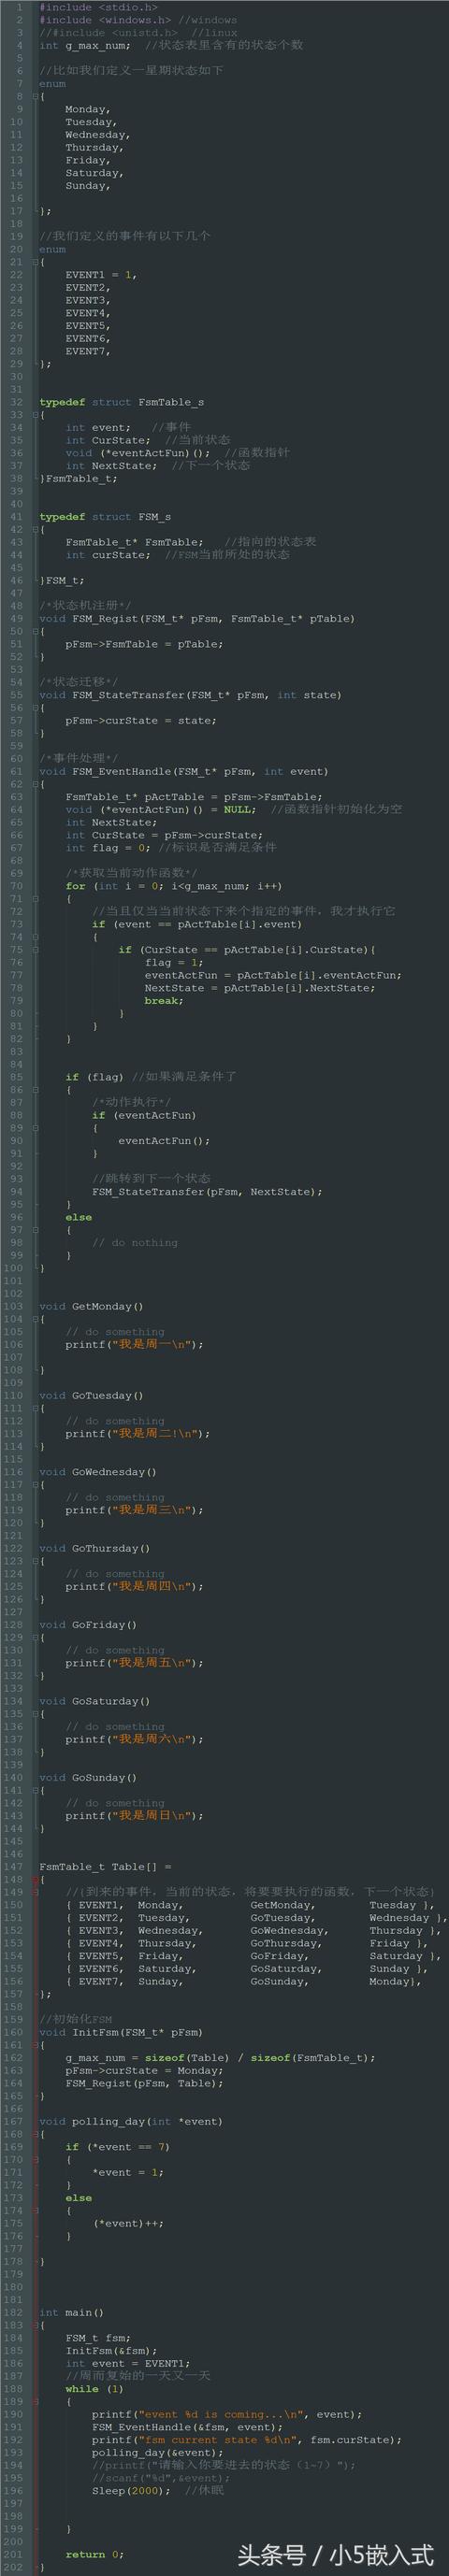 1 #include <stdio.h>
2 #include <windows.h> //windows
3 //#include <unistd.h>  //linux
4 int g_max_num;  //状态表里含有的状态个数
5
6 //比如我们定义一星期状态如下
7 enum
8 {
9     Monday,
10     Tuesday,
11     Wednesday,
12     Thursday,
13     Friday,
14     Saturday,
15     Sunday,
16
17 };
18
19 //我们定义的事件有以下几个
20 enum
21 {
22     EVENT1 = 1,
23     EVENT2,
24     EVENT3,
25     EVENT4,
26     EVENT5,
27     EVENT6,
28     EVENT7,
29 };
30
31
32 typedef struct FsmTable_s
33 {
34     int event;   //事件
35     int CurState;  //当前状态
36     void (*eventActFun)();  //函数指针
37     int NextState;  //下一个状态
38 }FsmTable_t;
39
40
41 typedef struct FSM_s
42 {
43     FsmTable_t* FsmTable;   //指向的状态表
44     int curState;  //FSM当前所处的状态
45
46 }FSM_t;
47
48 /*状态机注册*/
49 void FSM_Regist(FSM_t* pFsm, FsmTable_t* pTable)
50 {
51     pFsm->FsmTable = pTable;
52 }
53
54 /*状态迁移*/
55 void FSM_StateTransfer(FSM_t* pFsm, int state)
56 {
57     pFsm->curState = state;
58 }
59
60 /*事件处理*/
61 void FSM_EventHandle(FSM_t* pFsm, int event)
62 {
63     FsmTable_t* pActTable = pFsm->FsmTable;
64     void (*eventActFun)() = NULL;  //函数指针初始化为空
65     int NextState;
66     int CurState = pFsm->curState;
67     int flag = 0; //标识是否满足条件
68
69     /*获取当前动作函数*/
70     for (int i = 0; i<g_max_num; i++)
71     {
72         //当且仅当当前状态下来个指定的事件，我才执行它
73         if (event == pActTable[i].event)
74         {
75             if (CurState == pActTable[i].CurState){
76                 flag = 1;
77                 eventActFun = pActTable[i].eventActFun;
78                 NextState = pActTable[i].NextState;
79                 break;
80             }
81         }
82     }
83
84
85     if (flag) //如果满足条件了
86     {
87         /*动作执行*/
88         if (eventActFun)
89         {
90             eventActFun();
91         }
92
93         //跳转到下一个状态
94         FSM_StateTransfer(pFsm, NextState);
95     }
96     else
97     {
98         // do nothing
99     }
100 }
101
102
103 void GetMonday()
104 {
105     // do something
106     printf("我是周一\n");
107
108 }
109
110 void GoTuesday()
111 {
112     // do something
113     printf("我是周二!\n");
114 }
115
116 void GoWednesday()
117 {
118     // do something
119     printf("我是周三\n");
120 }
121
122 void GoThursday()
123 {
124     // do something
125     printf("我是周四\n");
126 }
127
128 void GoFriday()
129 {
130     // do something
131     printf("我是周五\n");
132 }
133
134 void GoSaturday()
135 {
136     // do something
137     printf("我是周六\n");
138 }
139
140 void GoSunday()
141 {
142     // do something
143     printf("我是周日\n");
144 }
145
146
147 FsmTable_t Table[] =
148 {
149     //{到来的事件，当前的状态，将要要执行的函数，下一个状态}
150     { EVENT1,  Monday,          GetMonday,        Tuesday },
151     { EVENT2,  Tuesday,         GoTuesday,        Wednesday },
152     { EVENT3,  Wednesday,       GoWednesday,      Thursday },
153     { EVENT4,  Thursday,        GoThursday,       Friday },
154     { EVENT5,  Friday,          GoFriday,         Saturday },
155     { EVENT6,  Saturday,        GoSaturday,       Sunday },
156     { EVENT7,  Sunday,          GoSunday,         Monday},
157 };
158
159 //初始化FSM
160 void InitFsm(FSM_t* pFsm)
161 {
162     g_max_num = sizeof(Table) / sizeof(FsmTable_t);
163     pFsm->curState = Monday;
164     FSM_Regist(pFsm, Table);
165 }
166
167 void polling_day(int *event)
168 {
169     if (*event == 7)
170     {
171         *event = 1;
172     }
173     else
174     {
175         (*event)++;
176     }
177
178 }
179
180
181
182 int main()
183 {
184     FSM_t fsm;
185     InitFsm(&fsm);
186     int event = EVENT1;
187     //周而复始的一天又一天
188     while (1)
189     {
190         printf("event %d is coming...\n", event);
191         FSM_EventHandle(&fsm, event);
192         printf("fsm current state %d\n", fsm.curState);
193         polling_day(&event);
194         //printf("请输入你要进去的状态（1-7）");
195         //scanf("%d",&event);
196         Sleep(2000);  //休眠
197
198
199     }
200
201     return 0;
202 }
头条号 / 小5嵌入式